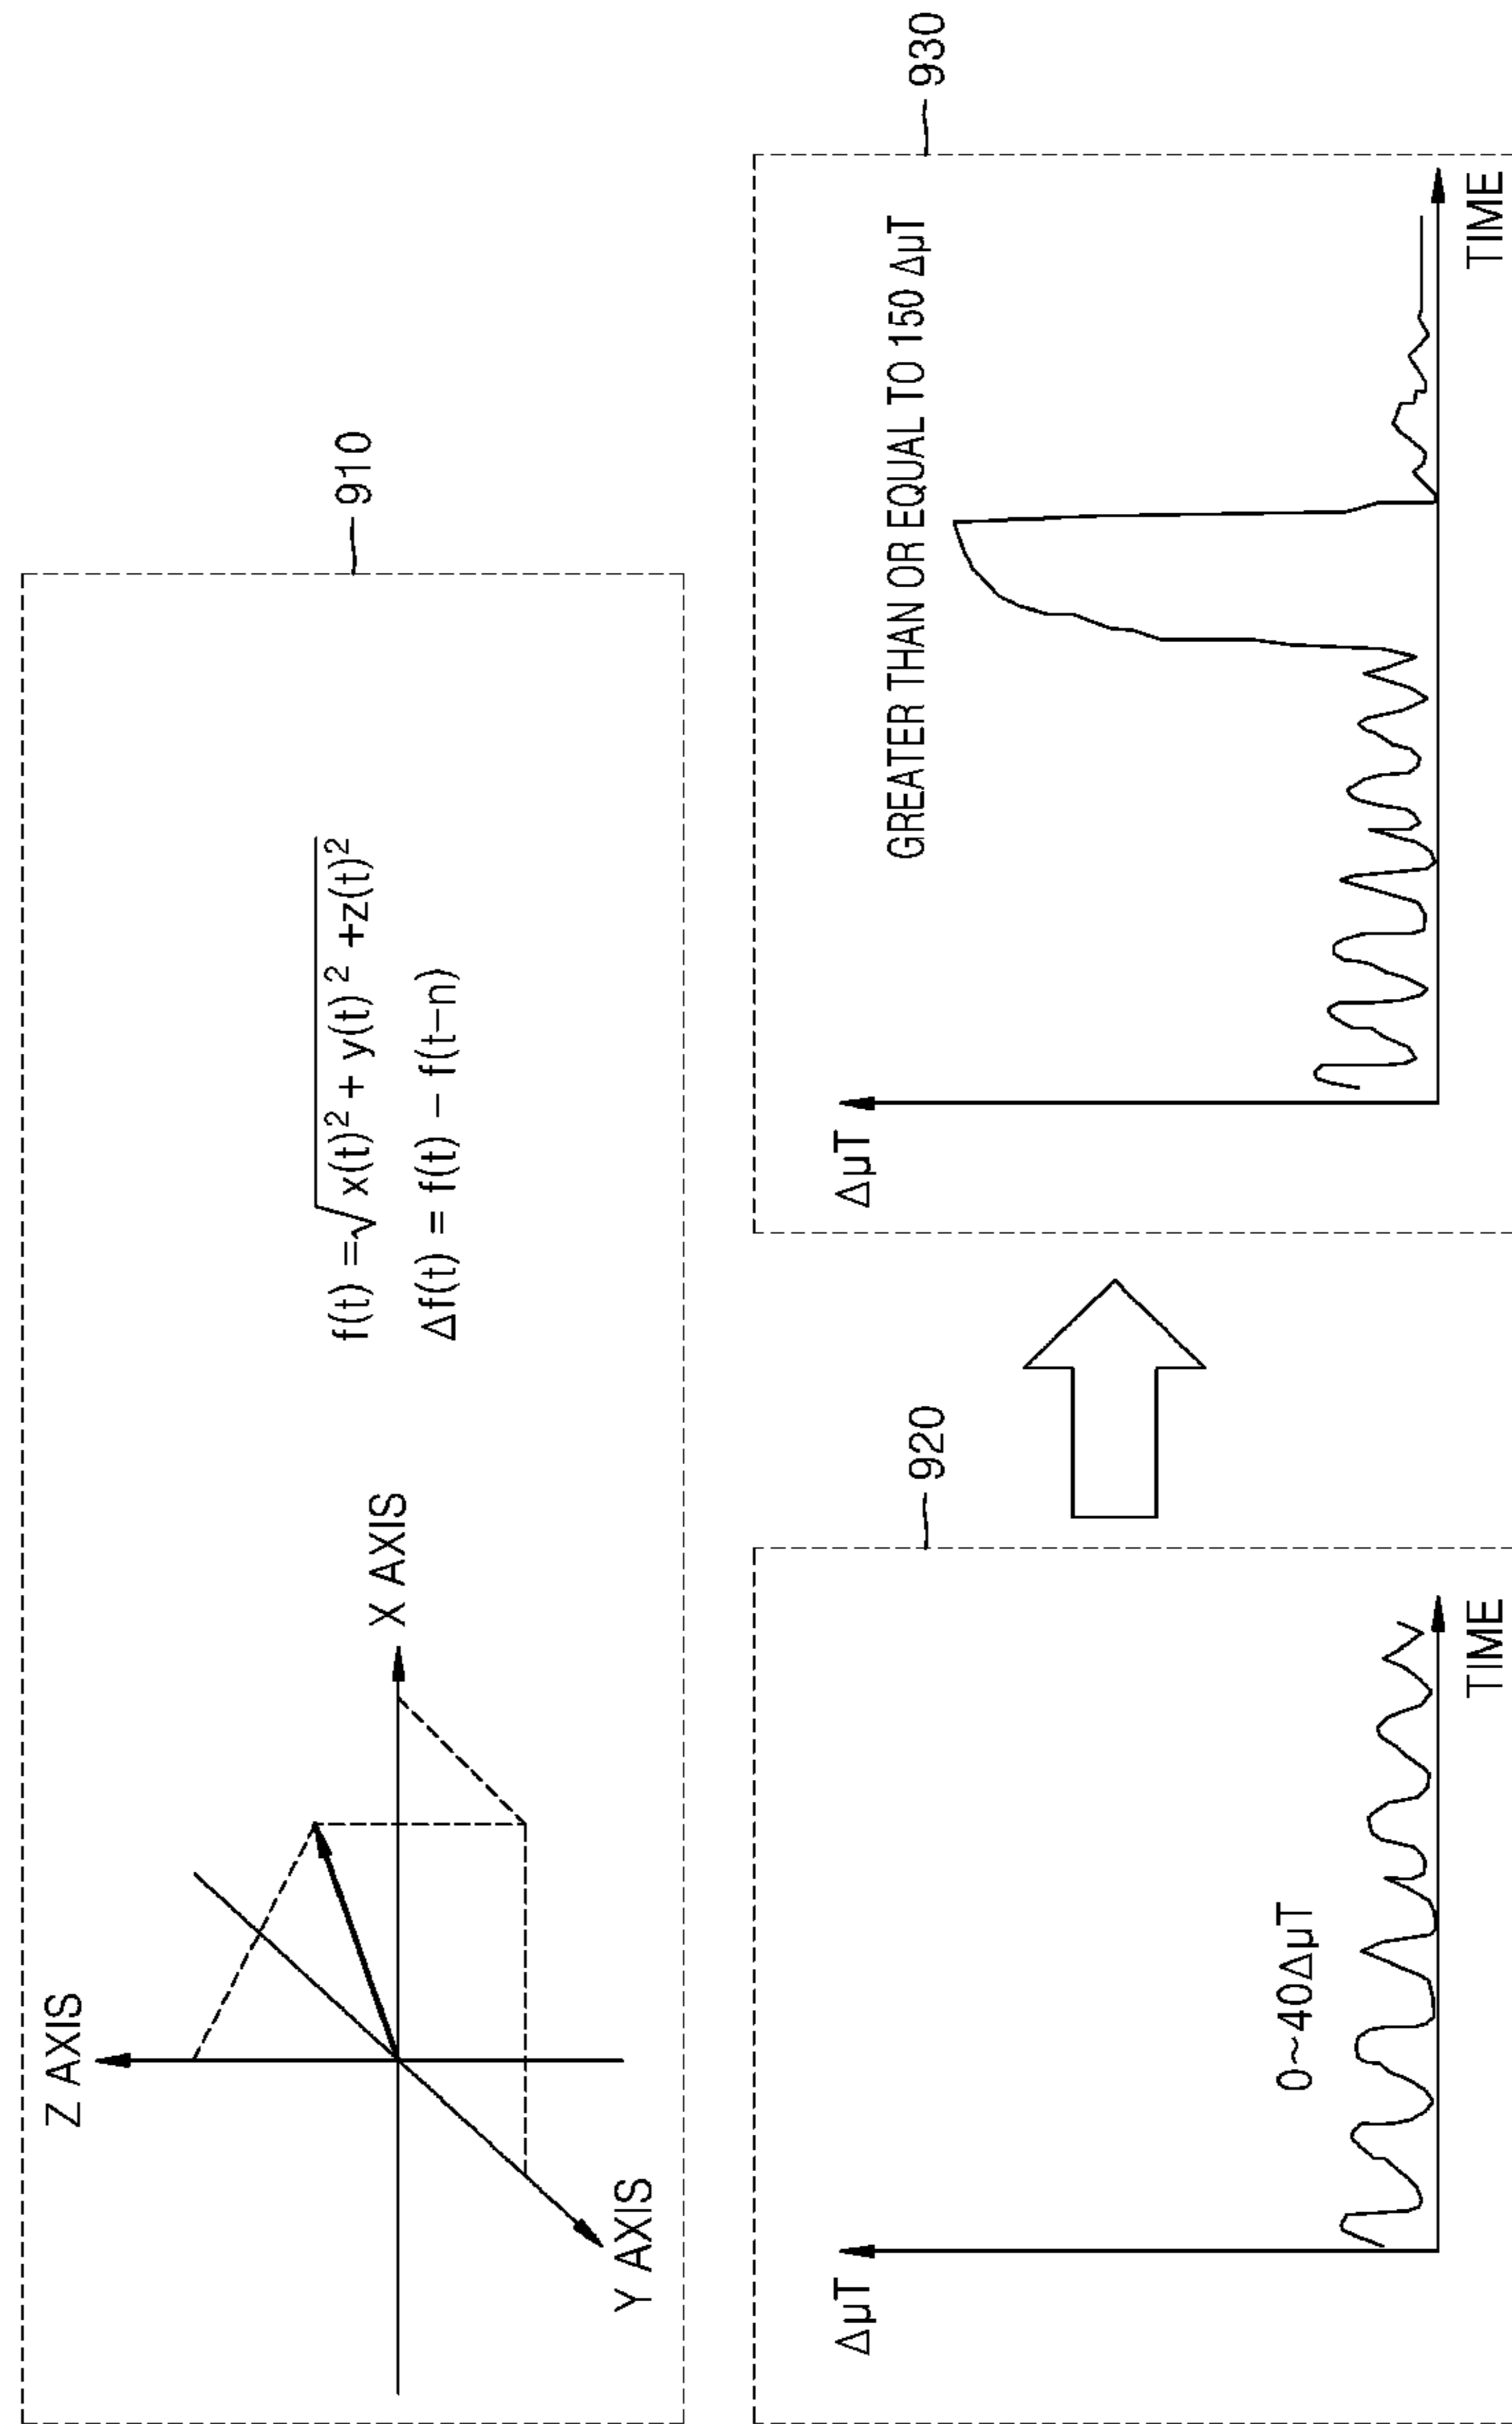 910
Z AXIS
X AXIS
Y AXIS
f(t) = √x(t)² + y(t)² +z(t)²
Δf(t) = f(t) − f(t−n)
920
ΔμT
0~40ΔμT
TIME
930
ΔμT
GREATER THAN OR EQUAL TO 150 ΔμT
TIME